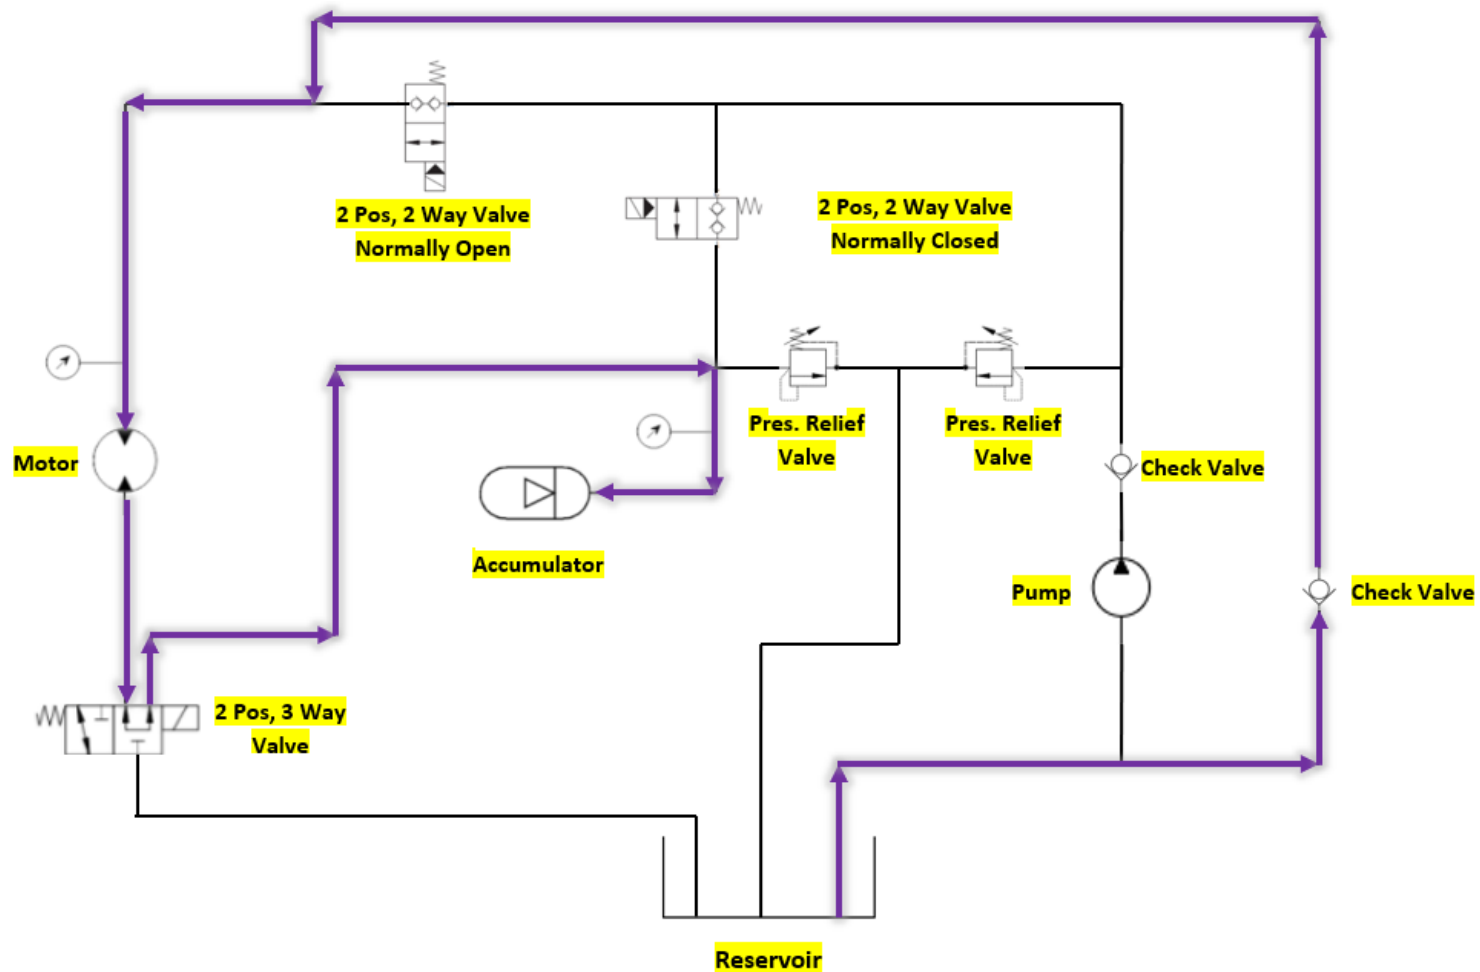 2 Pos, 2 Way Valve
Normally Open
2 Pos, 2 Way Valve
Normally Closed
Pres. Relief
Valve
Pres. Relief
Valve
Motor
Check Valve
Accumulator
Pump
Check Valve
2 Pos, 3 Way
Valve
Reservoir